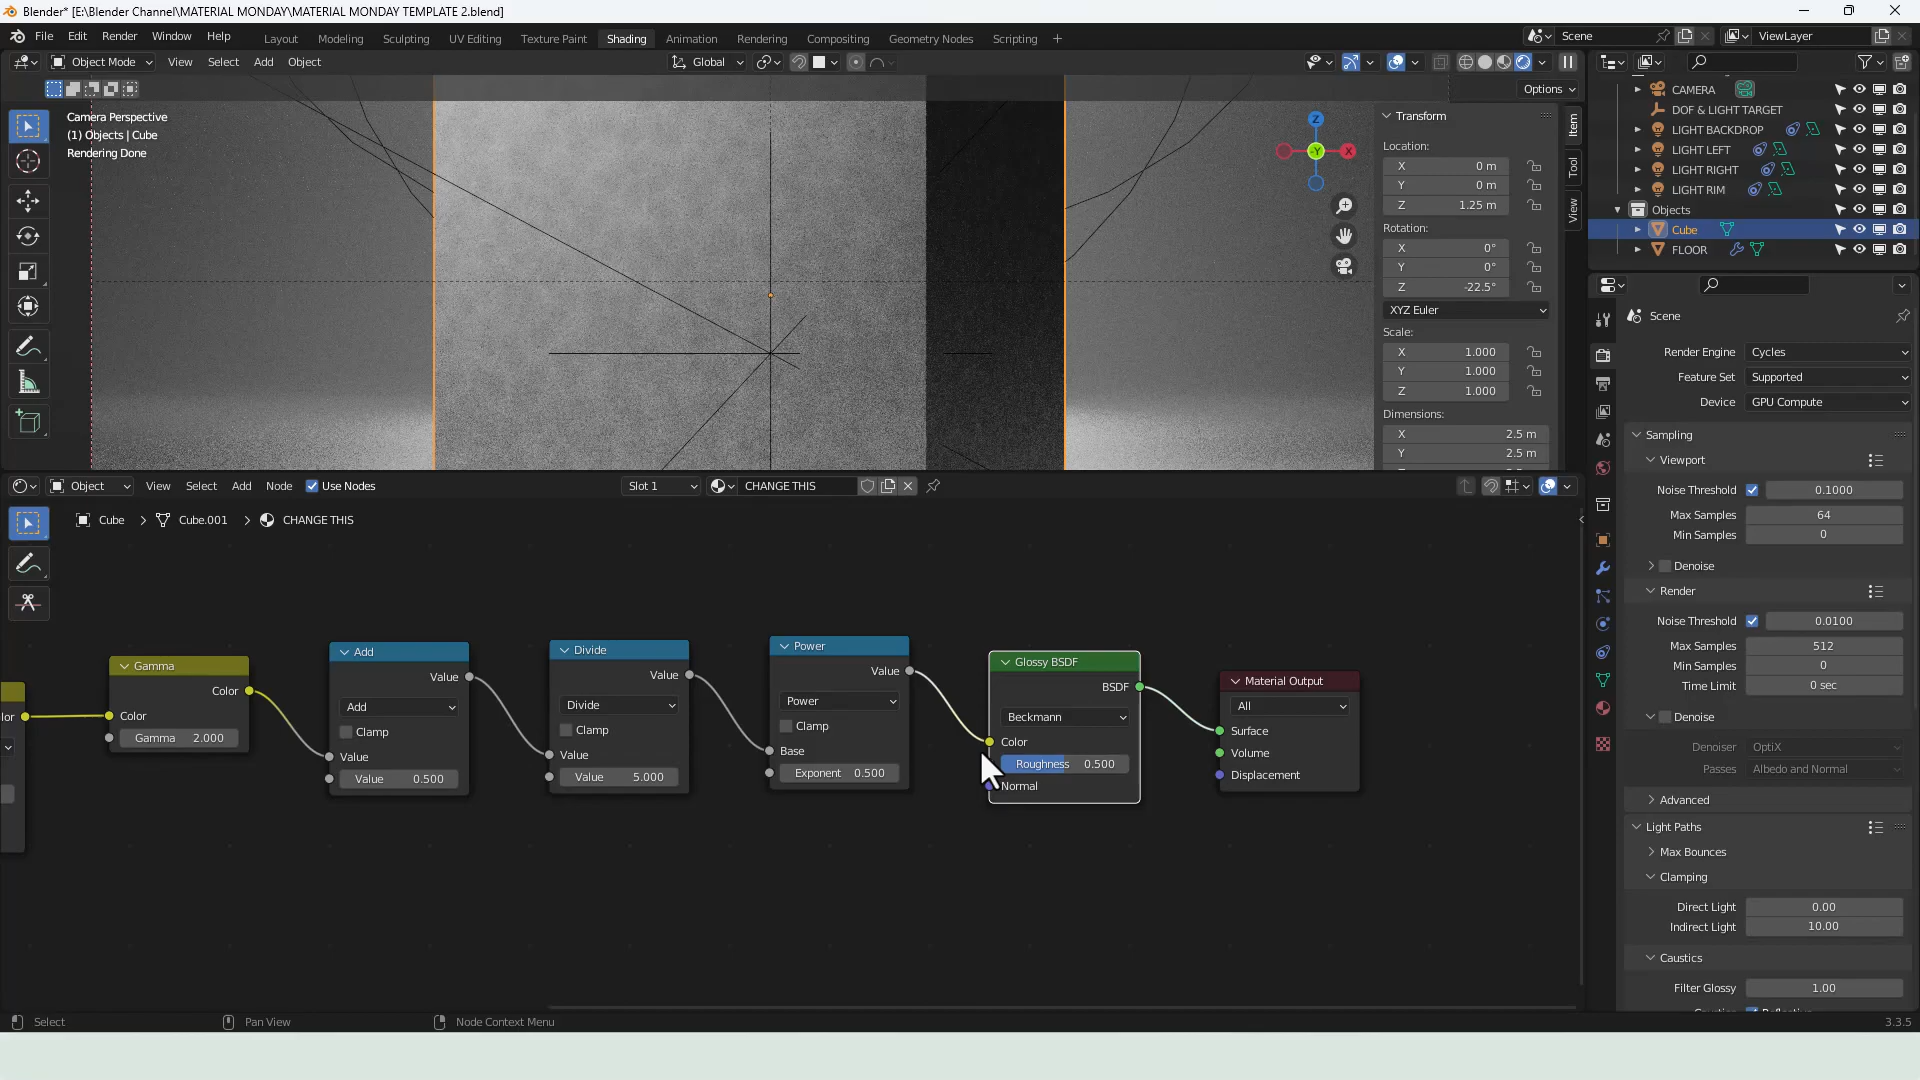 Blender* [E:\Blender Channel\MATERIAL MONDAY\MATERIAL MONDAY TEMPLATE 2.blend]
File Edit Render Window Help Layout Modeling Sculpting UV Editing Texture Paint Shading Animation Rendering Compositing Geometry Nodes Scripting + Scene ViewLayer
Object Mode View Select Add Object Global
Options
Camera Perspective
(1) Objects | Cube
Rendering Done
Z
-Y
X
Transform
Location:
X 0 m
Y 0 m
Z 1.25 m
Rotation:
X 0°
Y 0°
Z -22.5°
XYZ Euler
Scale:
X 1.000
Y 1.000
Z 1.000
Dimensions:
X 2.5 m
Y 2.5 m
Item
Tool
View
CAMERA
DOF & LIGHT TARGET
LIGHT BACKDROP
LIGHT LEFT
LIGHT RIGHT
LIGHT RIM
Objects
Cube
FLOOR
Scene
Render Engine Cycles
Feature Set Supported
Device GPU Compute
Sampling
Viewport
Noise Threshold 0.1000
Max Samples 64
Min Samples 0
Denoise
Render
Noise Threshold 0.0100
Max Samples 512
Min Samples 0
Time Limit 0 sec
Denoise
Denoiser OptiX
Passes Albedo and Normal
Advanced
Light Paths
Max Bounces
Clamping
Direct Light 0.00
Indirect Light 10.00
Caustics
Filter Glossy 1.00
Object View Select Add Node Use Nodes Slot 1 CHANGE THIS
Cube > Cube.001 > CHANGE THIS
Gamma
Color
Color
Gamma 2.000
Add
Value
Add
Clamp
Value
Value 0.500
Divide
Value
Divide
Clamp
Value
Value 5.000
Power
Value
Power
Clamp
Base
Exponent 0.500
Glossy BSDF
BSDF
Beckmann
Color
Roughness 0.500
Normal
Material Output
All
Surface
Volume
Displacement
Select Pan View Node Context Menu 3.3.5